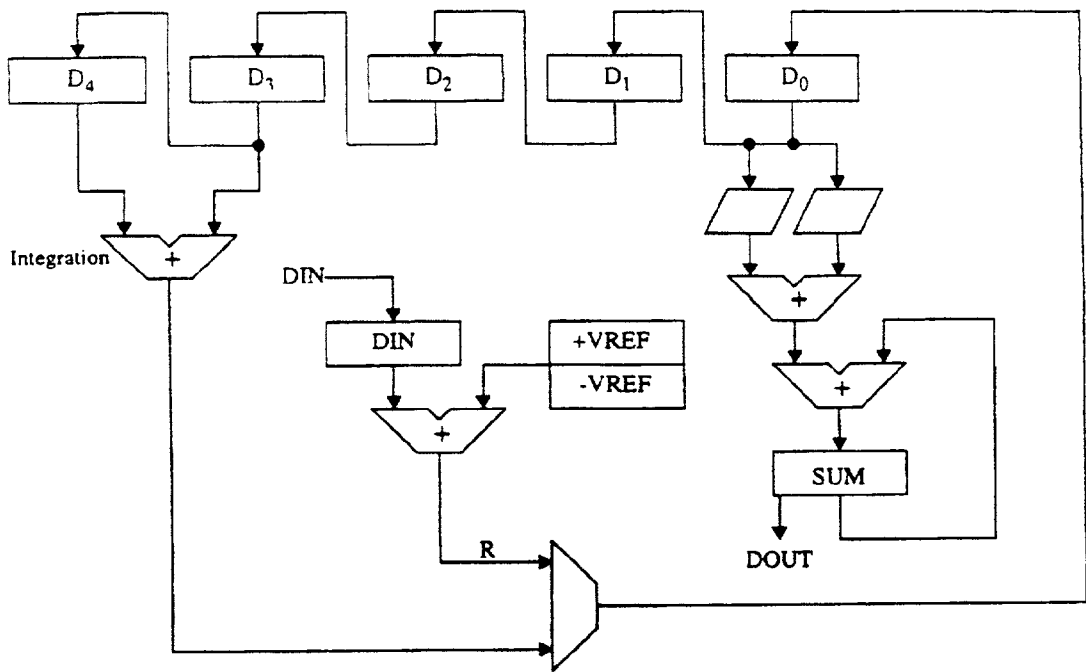 D4 D3 D2 D1 D0
Integration
+
+
DIN
DIN
+VREF
-VREF
+
+
SUM
DOUT
R